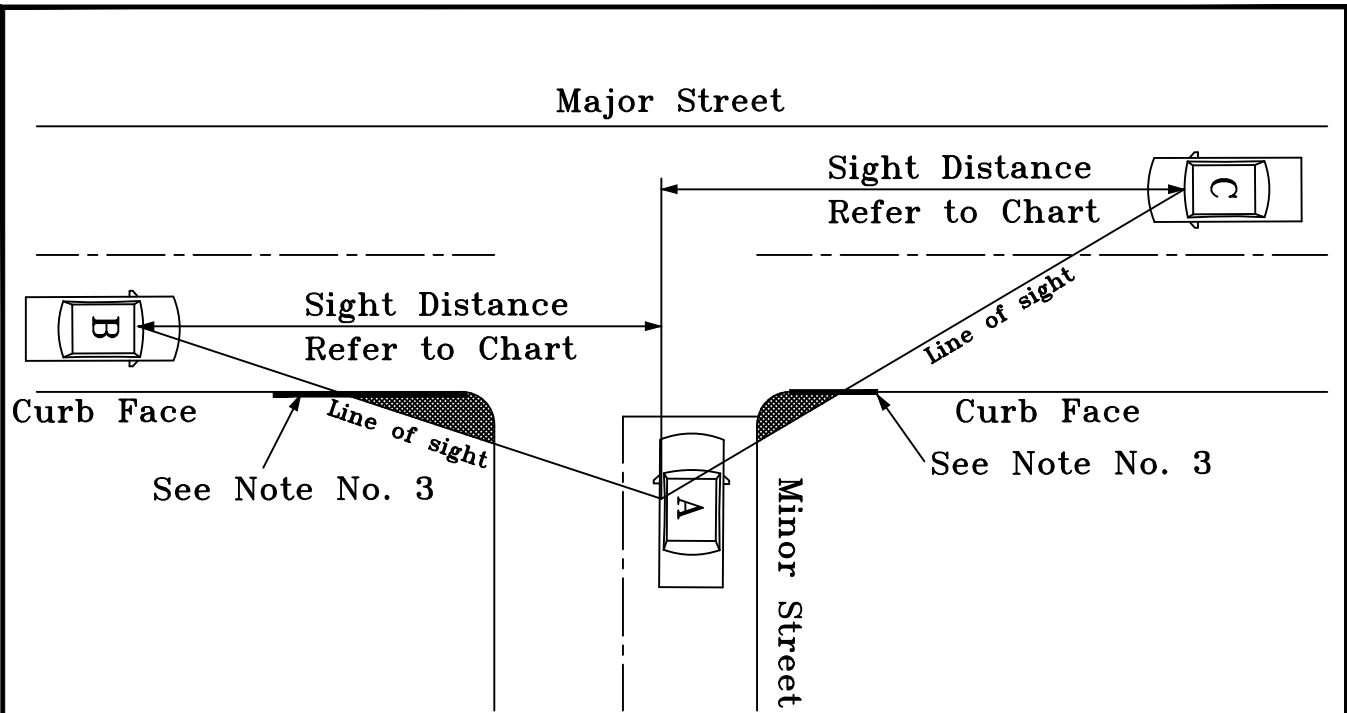 Major Street
Sight Distance
Refer to Chart
C
Line of sight
Sight Distance
Refer to Chart
B
Curb Face
Line of sight
See Note No. 3
Curb Face
See Note No. 3
A
Minor Street